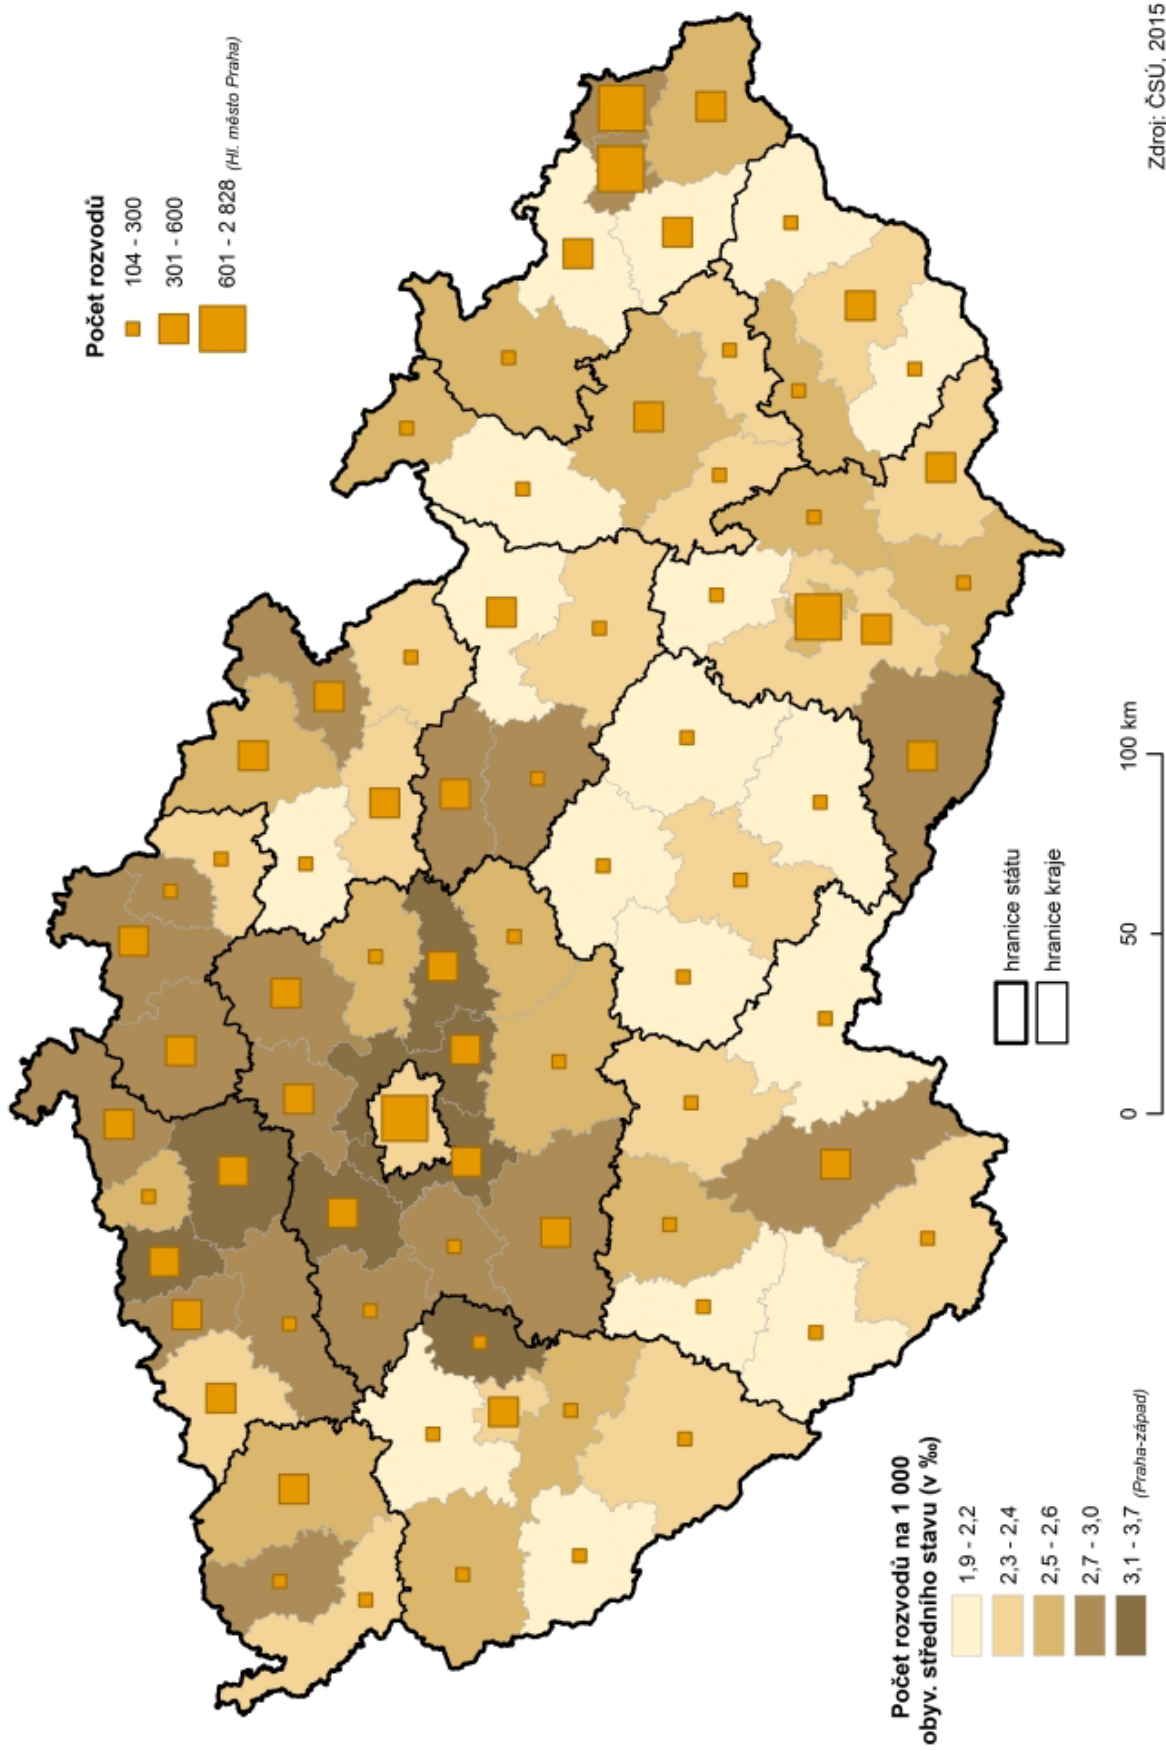 Počet rozvodů
104 - 300
301 - 600
601 - 2 828 (Hl. město Praha)
Počet rozvodů na 1 000
obyv. středního stavu (v ‰)
1,9 - 2,2
2,3 - 2,4
2,5 - 2,6
2,7 - 3,0
3,1 - 3,7 (Praha-západ)
hranice státu
hranice kraje
0 50 100 km
Zdroj: ČSÚ, 2015